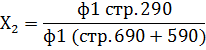 X₂ = ф1 стр.290
ф1 (стр.690 + 590)